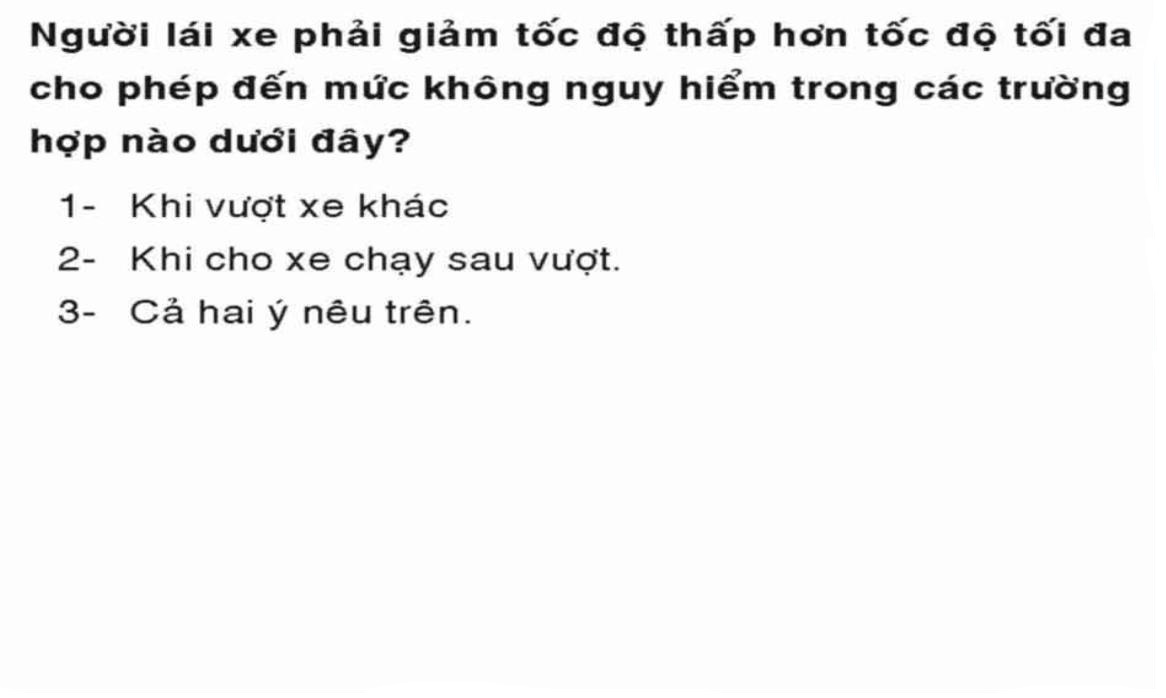 Người lái xe phải giảm tốc độ thấp hơn tốc độ tối đa
cho phép đến mức không nguy hiểm trong các trường
hợp nào dưới đây?
1- Khi vượt xe khác
2- Khi cho xe chạy sau vượt.
3- Cả hai ý nêu trên.